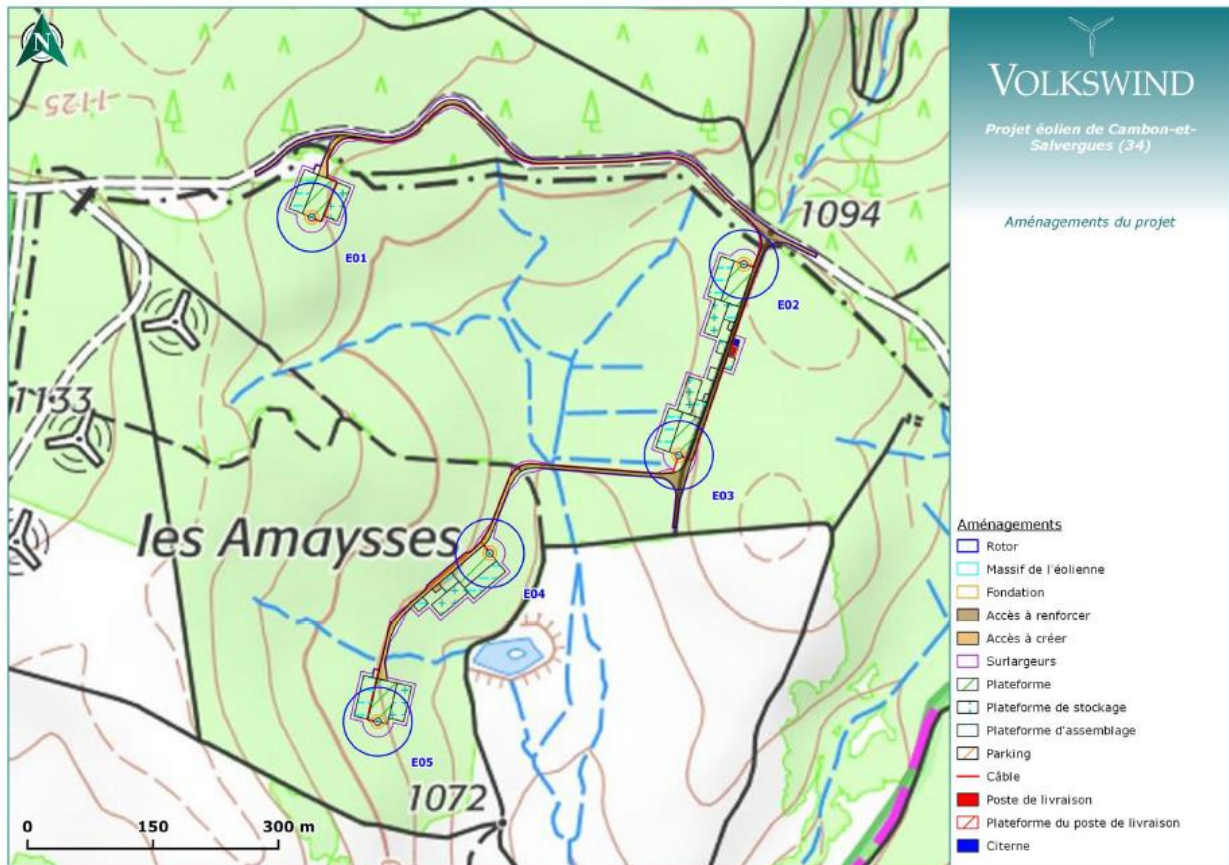 N
1125
1094
E01
E02
1133
E03
les Amaysses
E04
E05
1072
0 150 300 m
VOLKSWIND
Projet éolien de Cambon-et-
Salvergues (34)
Aménagements du projet
Aménagements
Rotor
Massif de l'éolienne
Fondation
Accès à renforcer
Accès à créer
Surlargeurs
Plateforme
Plateforme de stockage
Plateforme d'assemblage
Parking
Câble
Poste de livraison
Plateforme du poste de livraison
Citerne